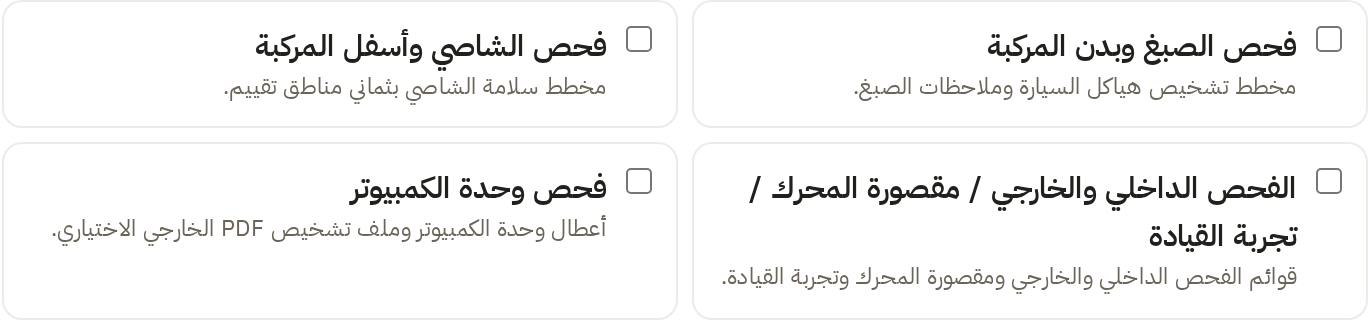 فحص الصبغ وبدن المركبة
مخطط تشخيص هياكل السيارة وملاحظات الصبغ.
فحص الشاصي وأسفل المركبة
مخطط سلامة الشاصي بثماني مناطق تقييم.
الفحص الداخلي والخارجي / مقصورة المحرك /
تجربة القيادة
قوائم الفحص الداخلي والخارجي ومقصورة المحرك وتجربة القيادة.
فحص وحدة الكمبيوتر
أعطال وحدة الكمبيوتر وملف تشخيص PDF الخارجي الاختياري.